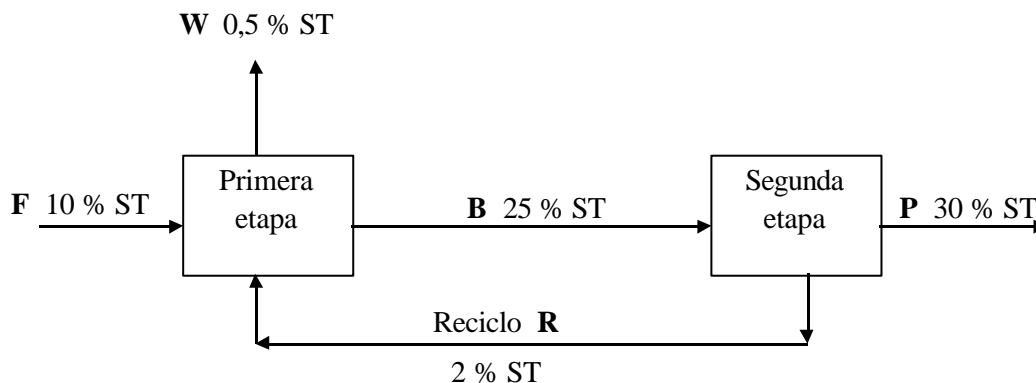 W 0,5 % ST
Primera
etapa
Segunda
etapa
F 10 % ST
B 25 % ST
P 30 % ST
Reciclo R
2 % ST